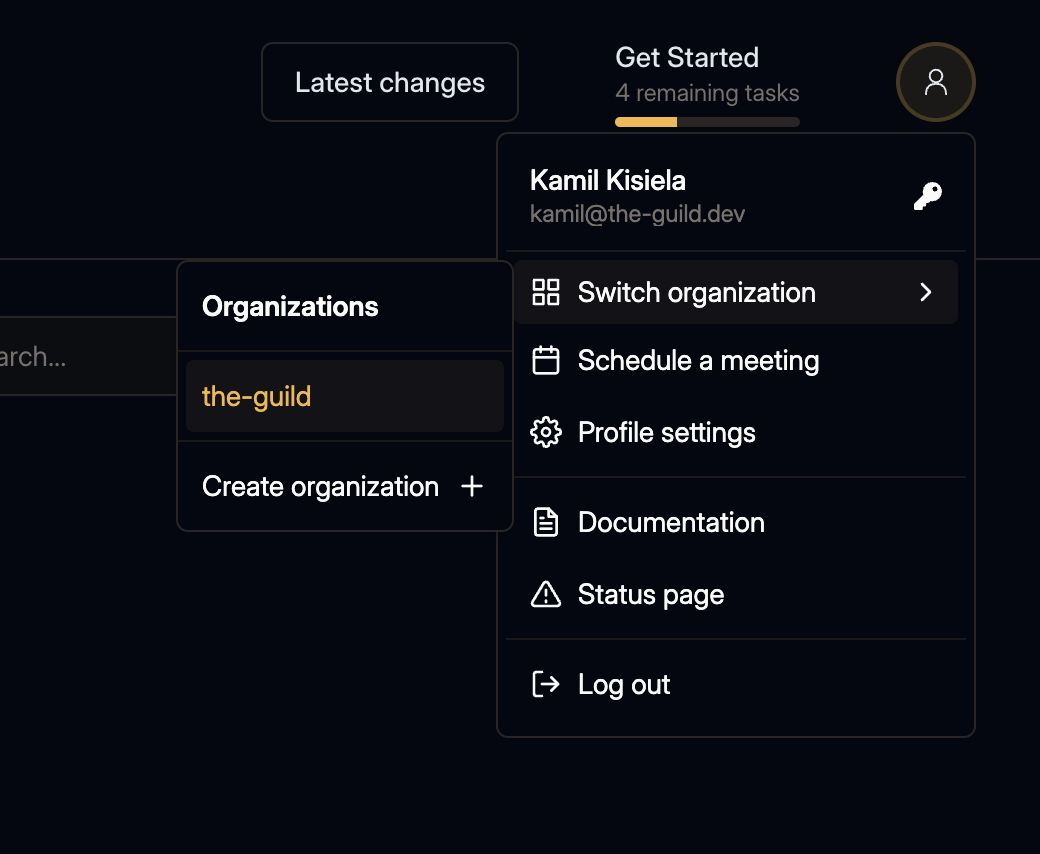 Latest changes
Get Started
4 remaining tasks
Kamil Kisiela
kamil@the-guild.dev
Organizations
Switch organization
arch...
the-guild
Schedule a meeting
Create organization
Profile settings
Documentation
Status page
Log out